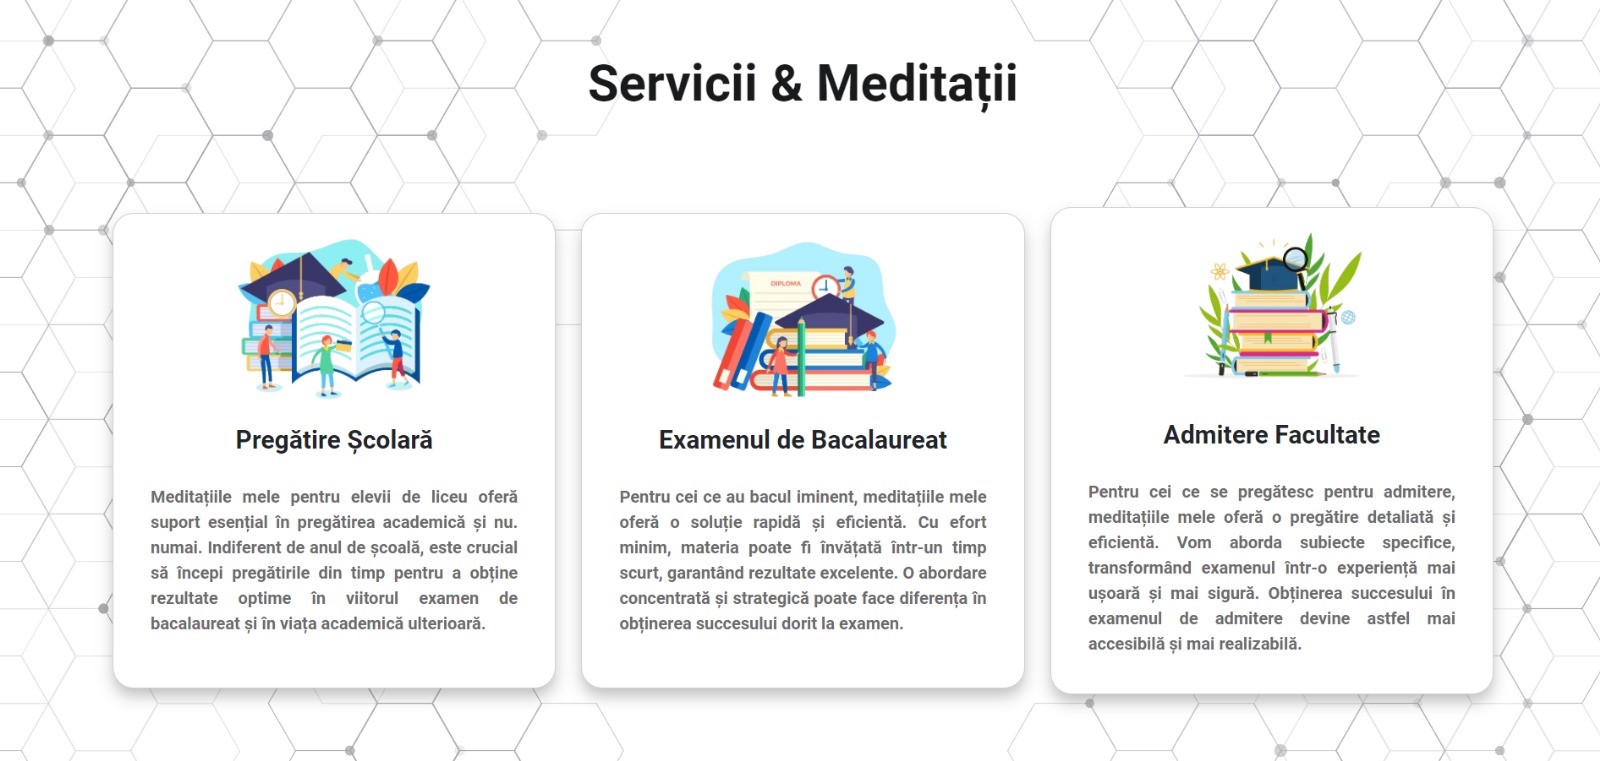 Servicii & Meditații
DIPLOMA
Pregătire Școlară
Meditațiile mele pentru elevii de liceu oferă
suport esențial în pregătirea academică și nu.
numai. Indiferent de anul de școală, este crucial
să începi pregătirile din timp pentru a obține
rezultate optime în viitorul examen de
bacalaureat și în viața academică ulterioară.
Examenul de Bacalaureat
Pentru cei ce au bacul iminent, meditațiile mele
oferă o soluție rapidă și eficientă. Cu efort
minim, materia poate fi învățată într-un timp
scurt, garantând rezultate excelente. O abordare
concentrată și strategică poate face diferența în
obținerea succesului dorit la examen.
Admitere Facultate
Pentru cei ce se pregătesc pentru admitere,
meditațiile mele oferă o pregătire detaliată și
eficientă. Vom aborda subiecte specifice,
transformând examenul într-o experiență mai
ușoară și mai sigură. Obținerea succesului în
examenul de admitere devine astfel mai
accesibilă și mai realizabilă.